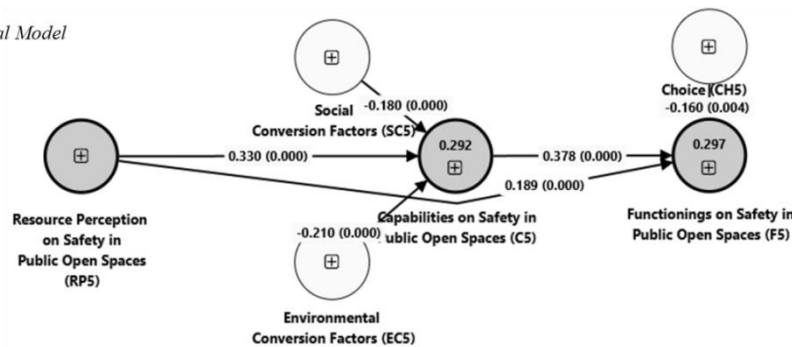 al Model
Social
Conversion Factors (SC5)
-0.180 (0.000)
Choice (CH5)
-0.160 (0.004)
0.292
0.297
0.330 (0.000)
0.378 (0.000)
0.189 (0.000)
Resource Perception
on Safety in
Public Open Spaces
(RP5)
Capabilities on Safety in
ublic Open Spaces (C5)
Functionings on Safety in
Public Open Spaces (F5)
-0.210 (0.000)
Environmental
Conversion Factors (EC5)